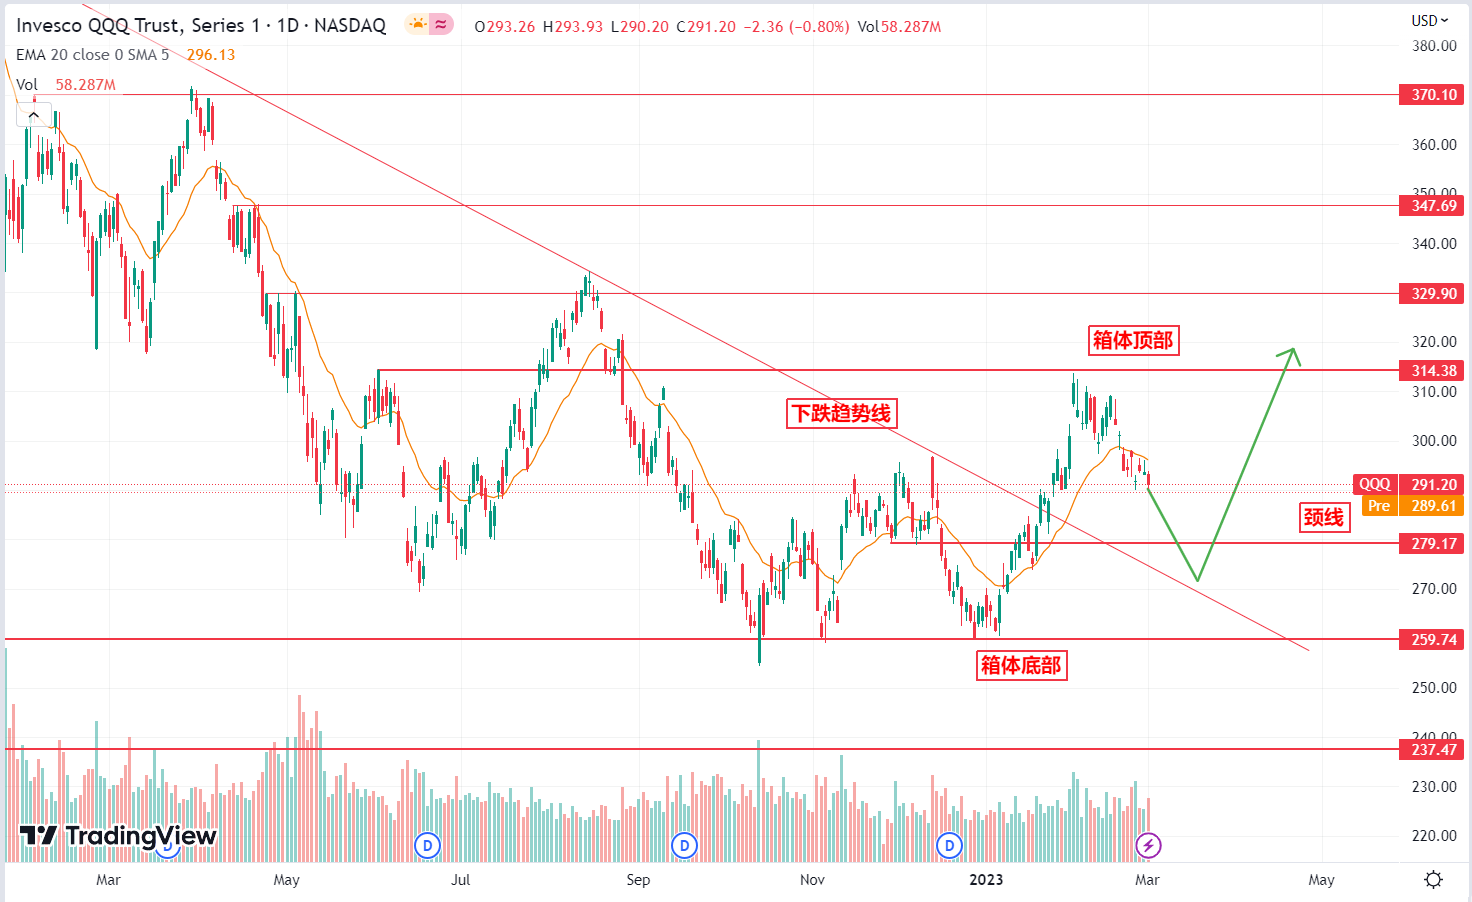 Invesco QQQ Trust, Series 1 · 1D · NASDAQ O293.26 H293.93 L290.20 C291.20 −2.36 (−0.80%) Vol58.287M
EMA 20 close 0 SMA 5 296.13
Vol 58.287M
USD
380.00
370.10
360.00
350.00
347.69
340.00
329.90
320.00
314.38
310.00
300.00
QQQ 291.20
Pre 289.61
279.17
270.00
259.74
250.00
240.00
237.47
230.00
220.00
箱体顶部
下跌趋势线
颈线
箱体底部
TradingView
D D D D
Mar May Jul Sep Nov 2023 Mar May